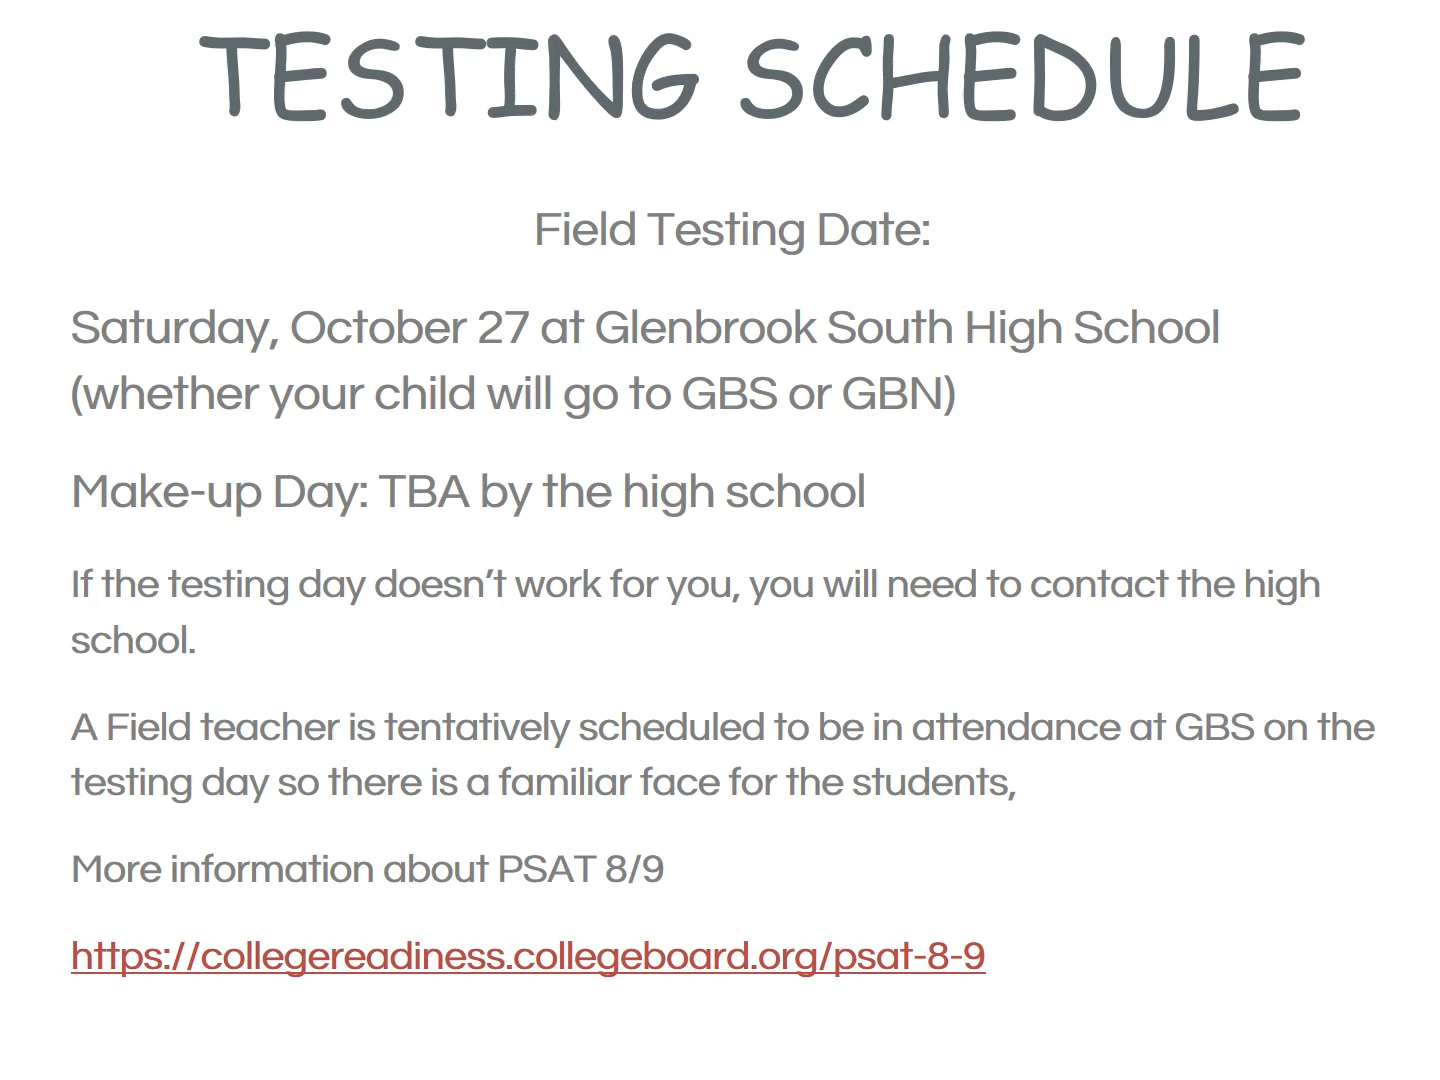 TESTING SCHEDULE
Field Testing Date:
Saturday, October 27 at Glenbrook South High School
(whether your child will go to GBS or GBN)
Make-up Day: TBA by the high school
If the testing day doesn’t work for you, you will need to contact the high
school.
A Field teacher is tentatively scheduled to be in attendance at GBS on the
testing day so there is a familiar face for the students,
More information about PSAT 8/9
https://collegereadiness.collegeboard.org/psat-8-9